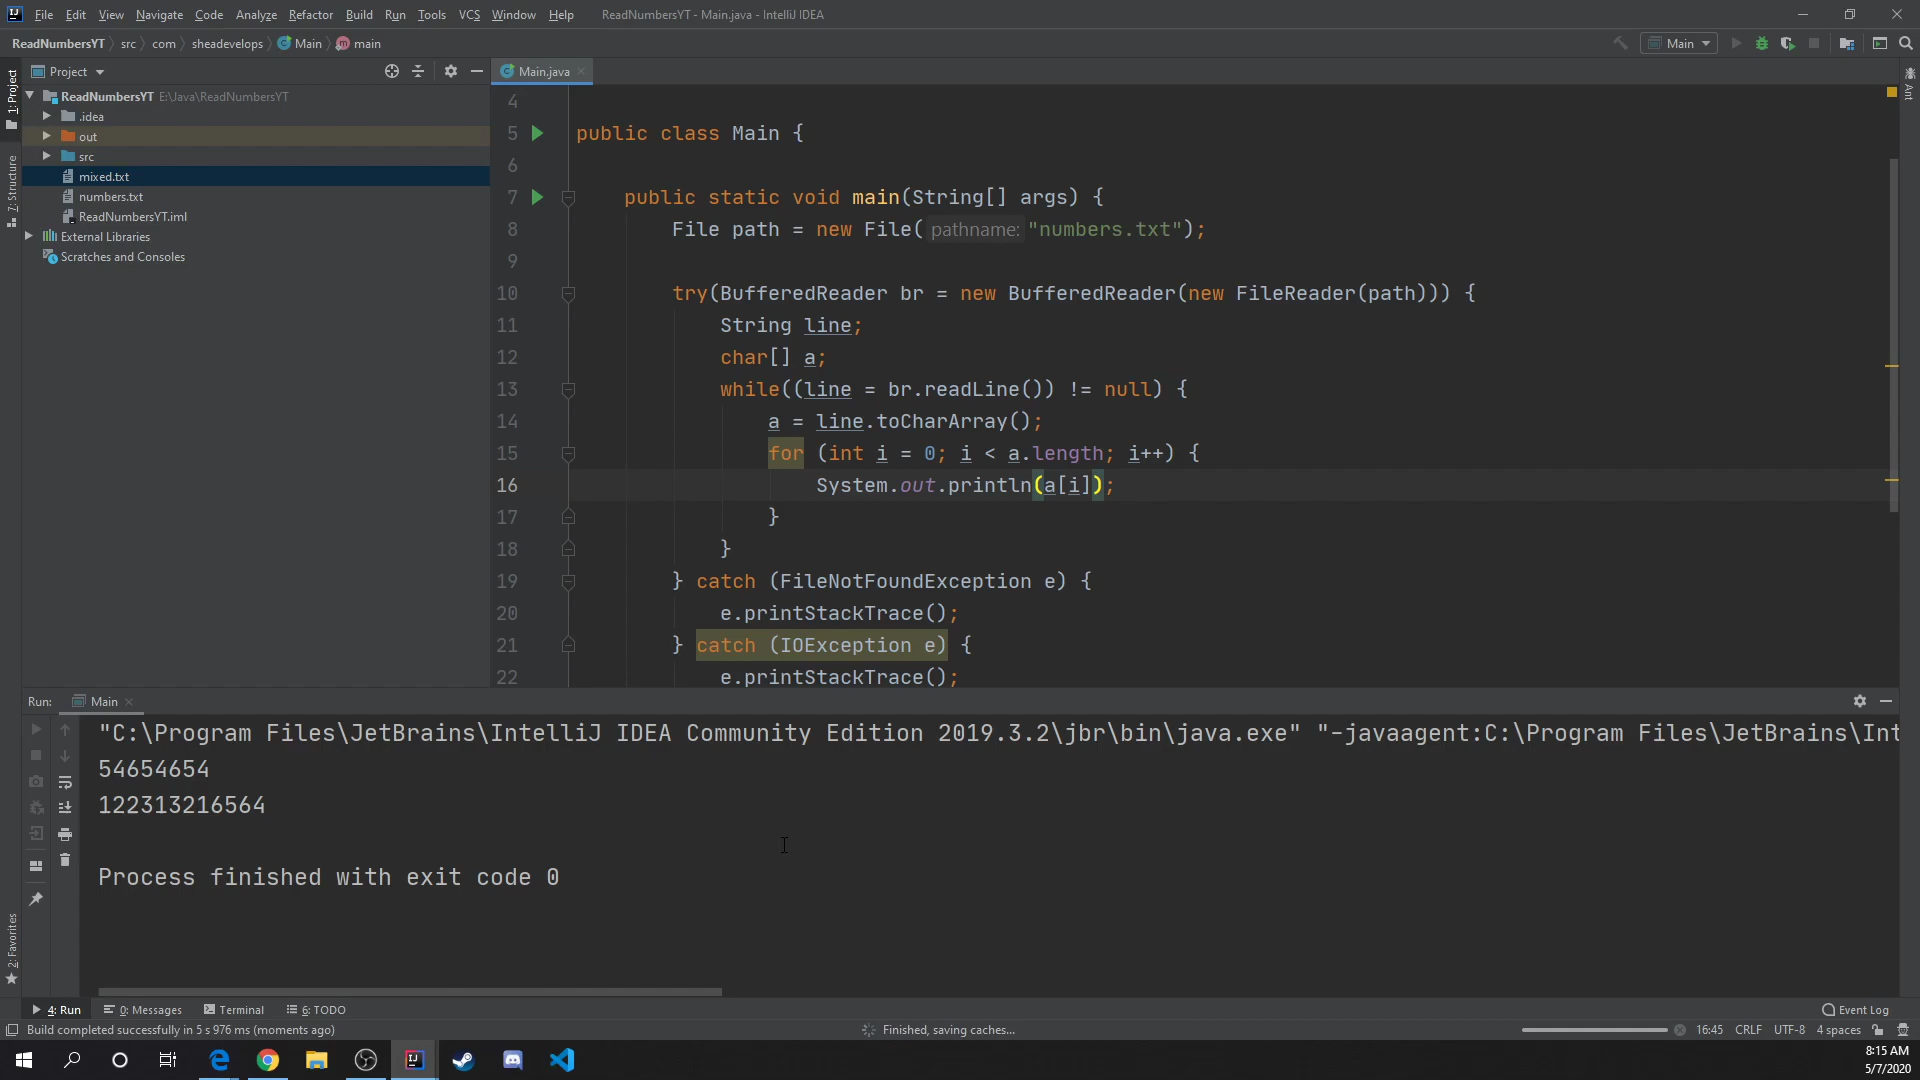 File Edit View Navigate Code Analyze Refactor Build Run Tools VCS Window Help ReadNumbersYT - Main.java - IntelliJ IDEA
ReadNumbersYT src com sheadevelops Main main
Main
1: Project
7: Structure
2: Favorites
Ant
Project
ReadNumbersYT E:\Java\ReadNumbersYT
.idea
out
src
mixed.txt
numbers.txt
ReadNumbersYT.iml
External Libraries
Scratches and Consoles
Main.java
4
5 public class Main {
6
7 public static void main(String[] args) {
8 File path = new File( pathname: "numbers.txt");
9
10 try(BufferedReader br = new BufferedReader(new FileReader(path))) {
11 String line;
12 char[] a;
13 while((line = br.readLine()) != null) {
14 a = line.toCharArray();
15 for (int i = 0; i < a.length; i++) {
16 System.out.println(a[i]);
17 }
18 }
19 } catch (FileNotFoundException e) {
20 e.printStackTrace();
21 } catch (IOException e) {
22 e.printStackTrace();
Run: Main
"C:\Program Files\JetBrains\IntelliJ IDEA Community Edition 2019.3.2\jbr\bin\java.exe" "-javaagent:C:\Program Files\JetBrains\Int
54654654
122313216564
Process finished with exit code 0
4: Run 0: Messages Terminal 6: TODO Event Log
Build completed successfully in 5 s 976 ms (moments ago) Finished, saving caches... 16:45 CRLF UTF-8 4 spaces
8:15 AM
5/7/2020